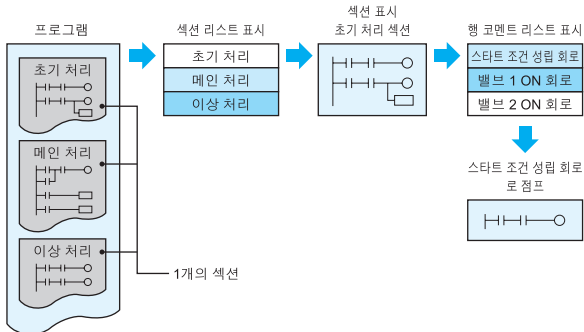 프로그램
초기 처리
메인 처리
이상 처리
1개의 섹션
섹션 리스트 표시
초기 처리
메인 처리
이상 처리
섹션 표시
초기 처리 섹션
행 코멘트 리스트 표시
스타트 조건 성립 회로
밸브 1 ON 회로
밸브 2 ON 회로
스타트 조건 성립 회로
로 점프